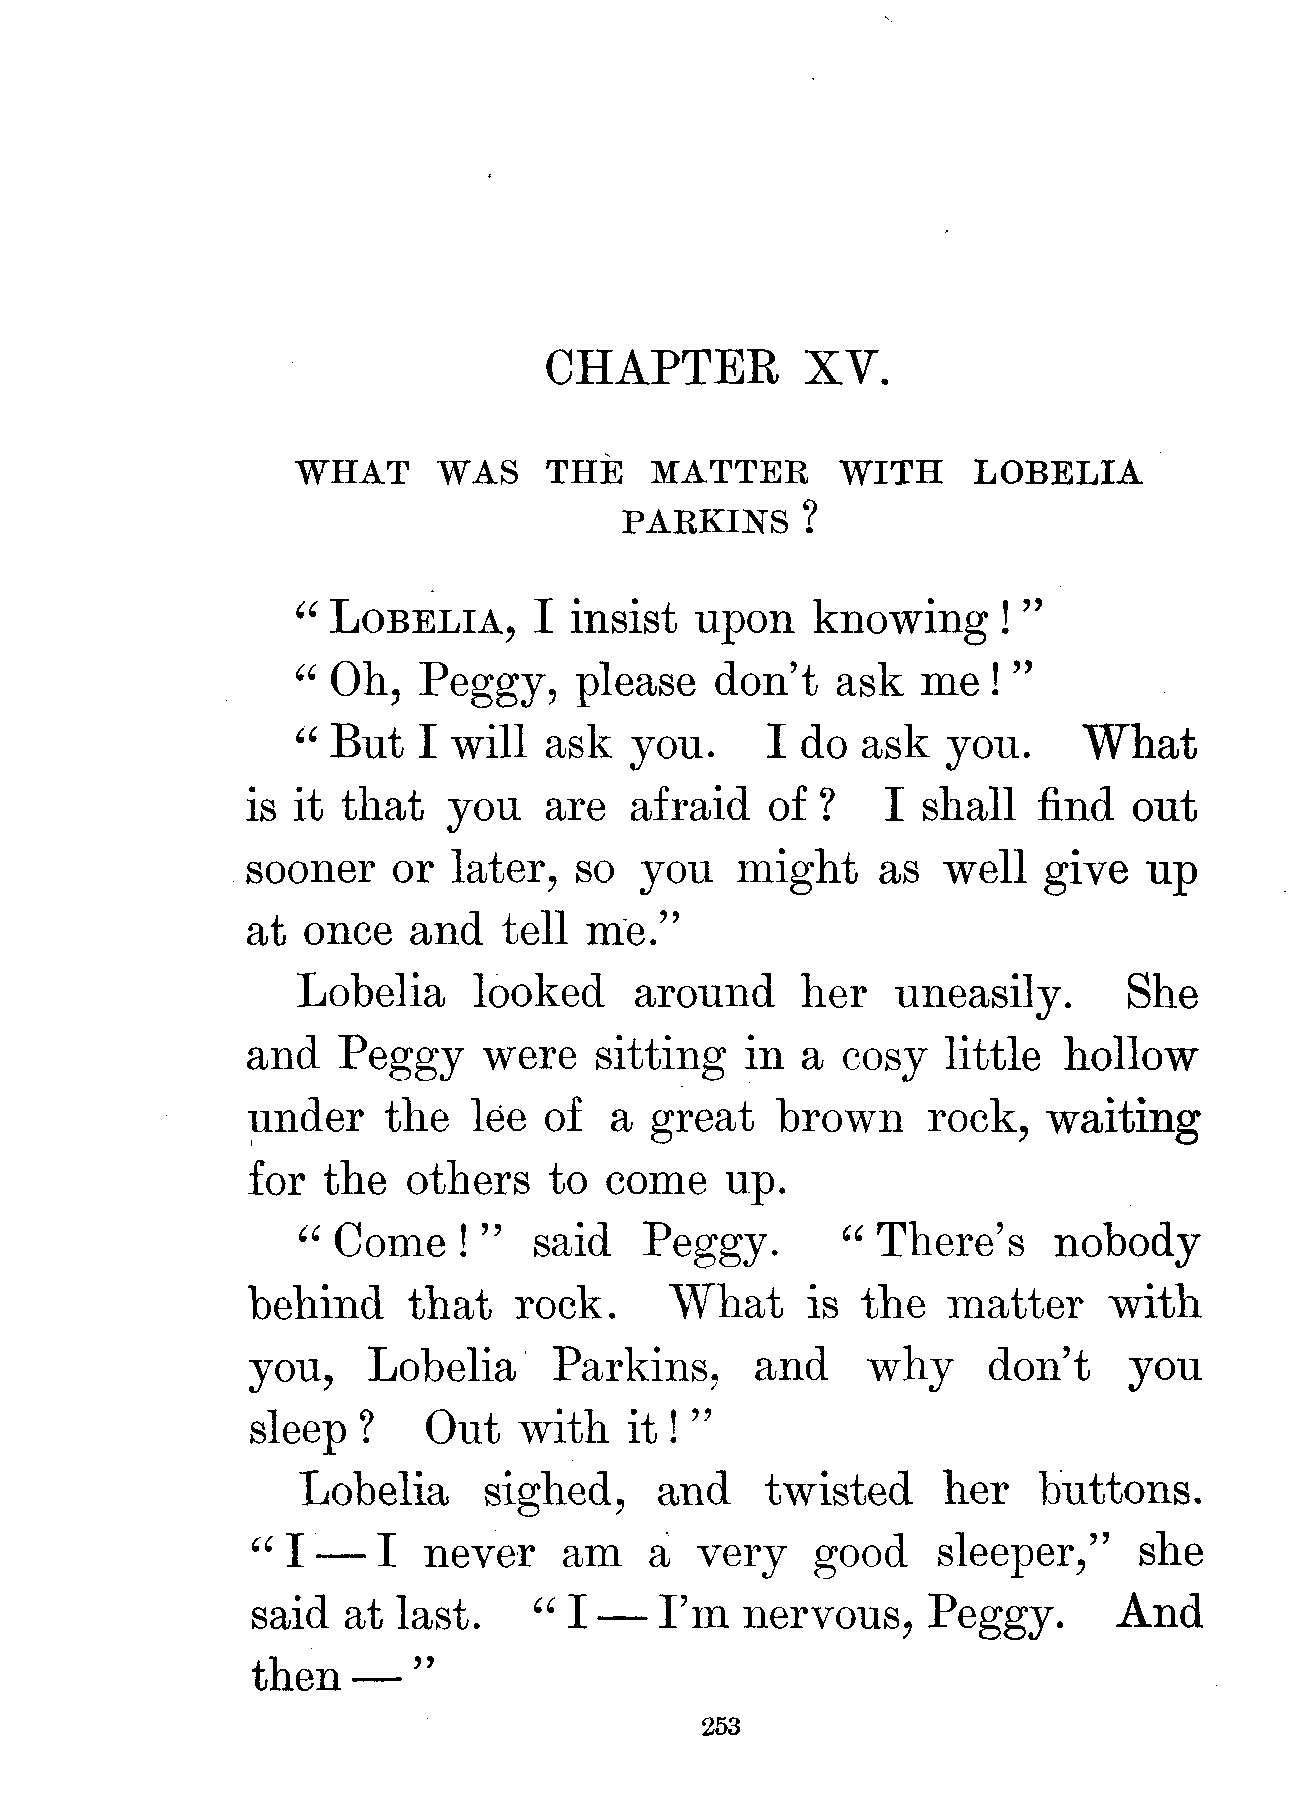 CHAPTER XV.
WHAT WAS THE MATTER WITH LOBELIA
PARKINS?
"LOBELIA, I insist upon knowing!"
"Oh, Peggy, please don't ask me!"
"But I will ask you. I do ask you. What
is it that you are afraid of? I shall find out
sooner or later, so you might as well give up
at once and tell me."
Lobelia looked around her uneasily. She
and Peggy were sitting in a cosy little hollow
under the lee of a great brown rock, waiting
for the others to come up.
"Come!" said Peggy. "There's nobody
behind that rock. What is the matter with
you, Lobelia Parkins, and why don't you
sleep? Out with it!"
Lobelia sighed, and twisted her buttons.
"I—I never am a very good sleeper," she
said at last. "I—I'm nervous, Peggy. And
then—"
253